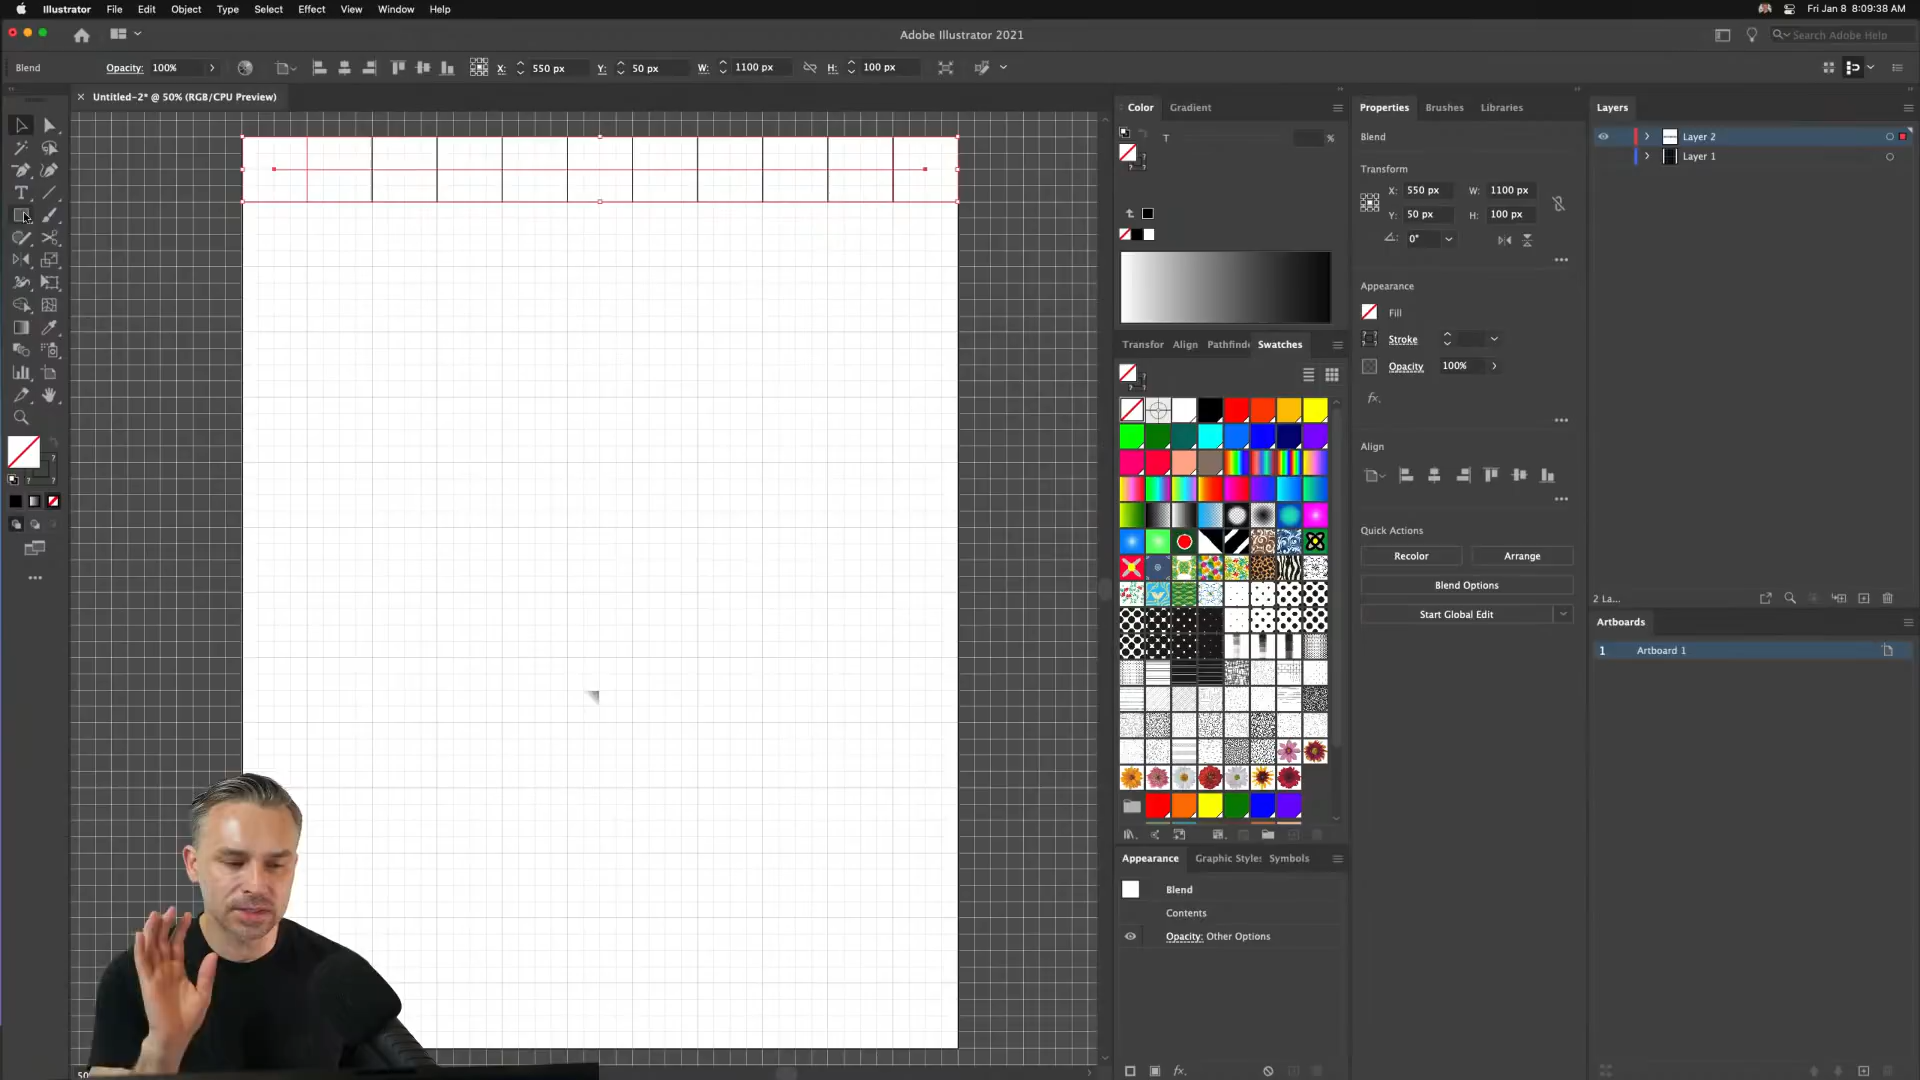 Illustrator File Edit Object Type Select Effect View Window Help
Fri Jan 8 8:09:38 AM
Adobe Illustrator 2021
Search Adobe Help
Blend
Opacity: 100%
X: 550 px
Y: 50 px
W: 1100 px
H: 100 px
Untitled-2* @ 50% (RGB/CPU Preview)
Color
Gradient
T
%
Transfor
Align
Pathfinde
Swatches
Appearance
Graphic Styles
Symbols
Blend
Contents
Opacity: Other Options
fx.
Properties
Brushes
Libraries
Blend
Transform
X: 550 px
W: 1100 px
Y: 50 px
H: 100 px
0°
Appearance
Fill
Stroke
Opacity
100%
fx.
Align
Quick Actions
Recolor
Arrange
Blend Options
Start Global Edit
Layers
Layer 2
Layer 1
2 La...
Artboards
1
Artboard 1